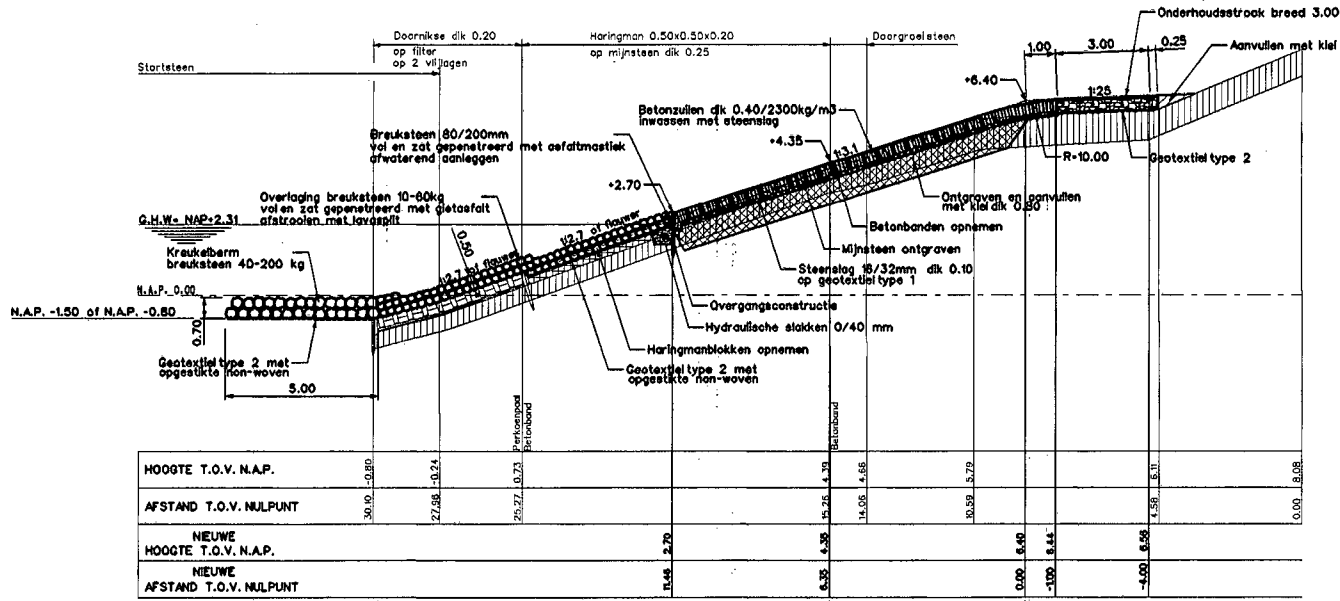 Onderhoudsstrook breed 3.00
Doornikse dik 0.20
op filter
op 2 vlijlagen
Haringman 0.50x0.50x0.20
op mijnsteen dik 0.25
Doorgroeisteen
1.00
3.00
0.25
Aanvullen met klei
Stortsteen
+6.40
1:25
Betonzuilen dik 0.40/2300kg/m3
inwassen met steenslag
Breuksteen 80/200mm
vol en zat gepenetreerd met asfaltmastiek
afwaterend aanleggen
+4.35
1:3,1
R=10.00
Geotextiel type 2
Overlaging breuksteen 10-60kg
vol en zat gepenetreerd met gietasfalt
afstrooien met lavasplit
+2.70
Ontgraven en aanvullen
met klei dik 0.80
G.H.W= NAP+2.31
1:2.7 of flauwer
Betonbanden opnemen
Kreukelberm
breuksteen 40-200 kg
0.50
1:2.7 of flauwer
Mijnsteen ontgraven
Steenslag 16/32mm dik 0.10
op geotextiel type 1
N.A.P. 0.00
Overgangsconstructie
N.A.P. -1.50 of N.A.P. -0.80
0.70
Hydraulische slakken 0/40 mm
Haringmanblokken opnemen
Geotextiel type 2 met
opgestikte non-woven
Geotextiel type 2 met
opgestikte non-woven
5.00
Perkoenpaal
Betonband
Betonband
HOOGTE T.O.V. N.A.P.
-0.80
-0.24
0.73
4.39
4.66
5.79
6.11
8.08
AFSTAND T.O.V. NULPUNT
30.10
27.98
25.27
15.26
14.06
10.59
4.58
0.00
NIEUWE
HOOGTE T.O.V. N.A.P.
2.70
4.35
6.40
6.44
6.56
NIEUWE
AFSTAND T.O.V. NULPUNT
11.46
6.35
0.00
-1.00
-4.00